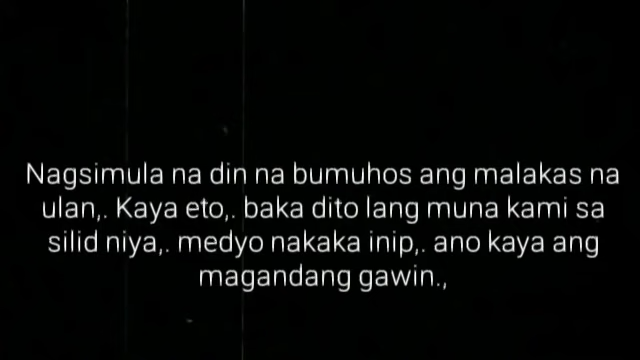 Nagsimula na din na bumuhos ang malakas na
ulan,. Kaya eto,. baka dito lang muna kami sa
silid niya,. medyo nakaka inip,. ano kaya ang
magandang gawin.,